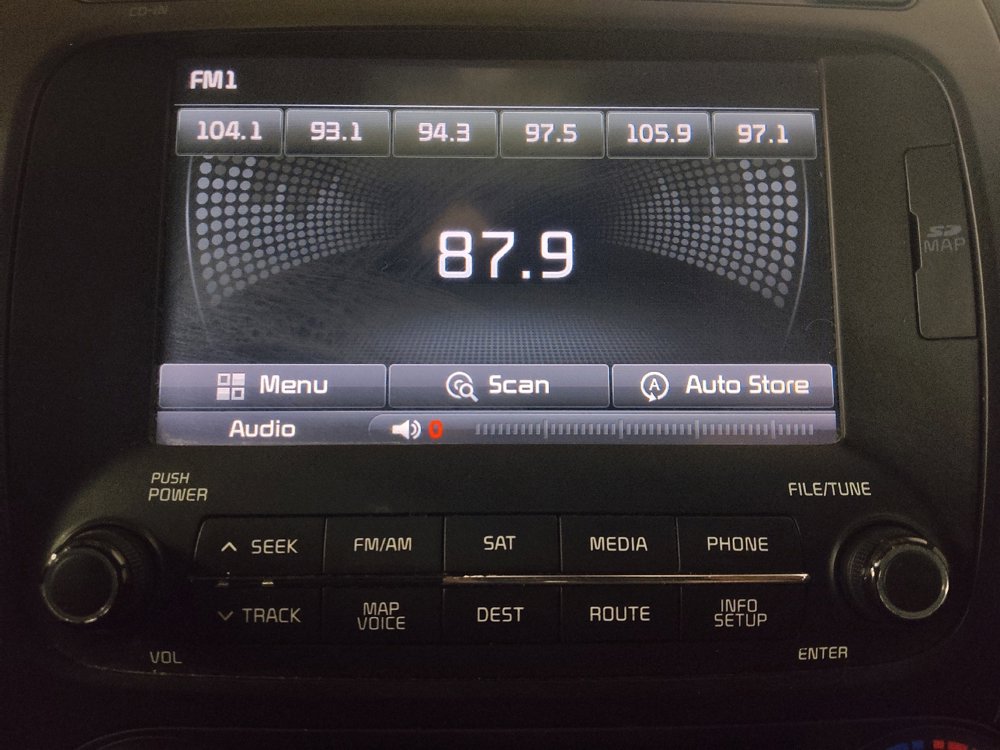 CD-IN
FM1
104.1 93.1 94.3 97.5 105.9 97.1
87.9
SD
MAP
Menu Scan A Auto Store
Audio 0
PUSH
POWER
FILE/TUNE
SEEK FM/AM SAT MEDIA PHONE
TRACK MAP VOICE DEST ROUTE INFO SETUP
VOL
ENTER